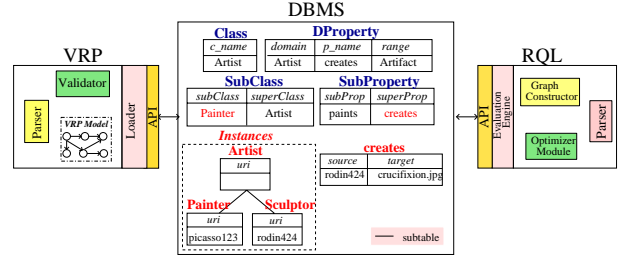 DBMS
VRP
Validator
Parser
VRP Model
Loader
API
Class
c_name
Artist
DProperty
domain p_name range
Artist creates Artifact
SubClass
subClass superClass
Painter Artist
SubProperty
subProp superProp
paints creates
Instances
Artist
uri
Painter
uri
picasso123
Sculptor
uri
rodin424
creates
source target
rodin424 crucifixion.jpg
subtable
RQL
API
Evaluation
Engine
Graph
Constructor
Optimizer
Module
Parser